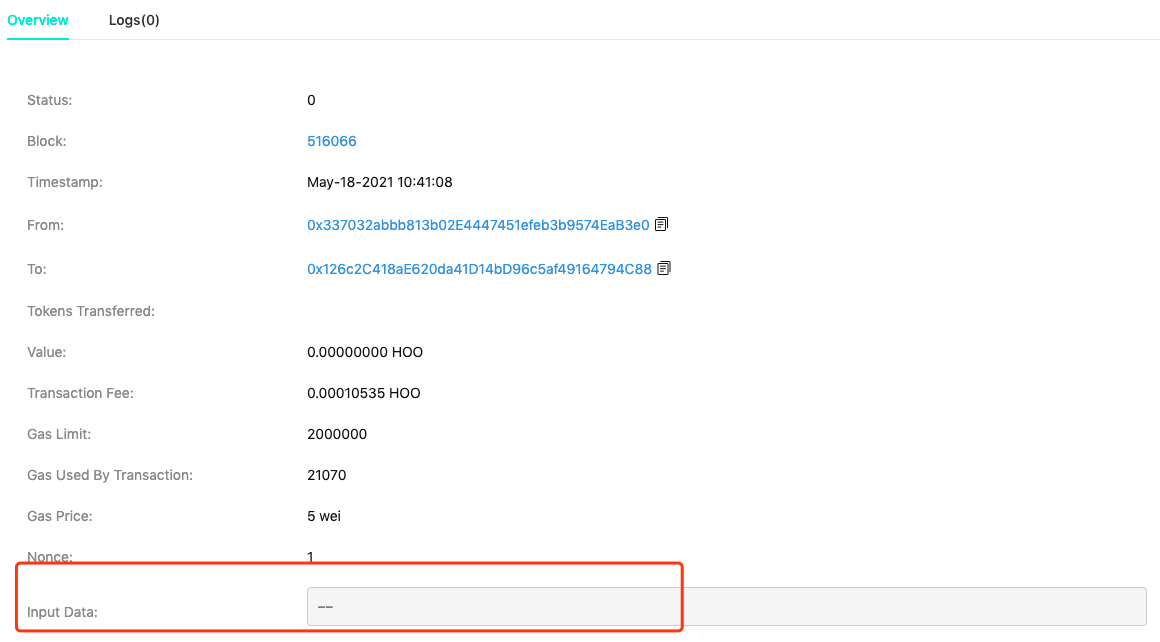 Overview Logs(0)
Status: 0
Block: 516066
Timestamp: May-18-2021 10:41:08
From: 0x337032abbb813b02E4447451efeb3b9574EaB3e0
To: 0x126c2C418aE620da41D14bD96c5af49164794C88
Tokens Transferred:
Value: 0.00000000 HOO
Transaction Fee: 0.00010535 HOO
Gas Limit: 2000000
Gas Used By Transaction: 21070
Gas Price: 5 wei
Nonce: 1
Input Data: ––